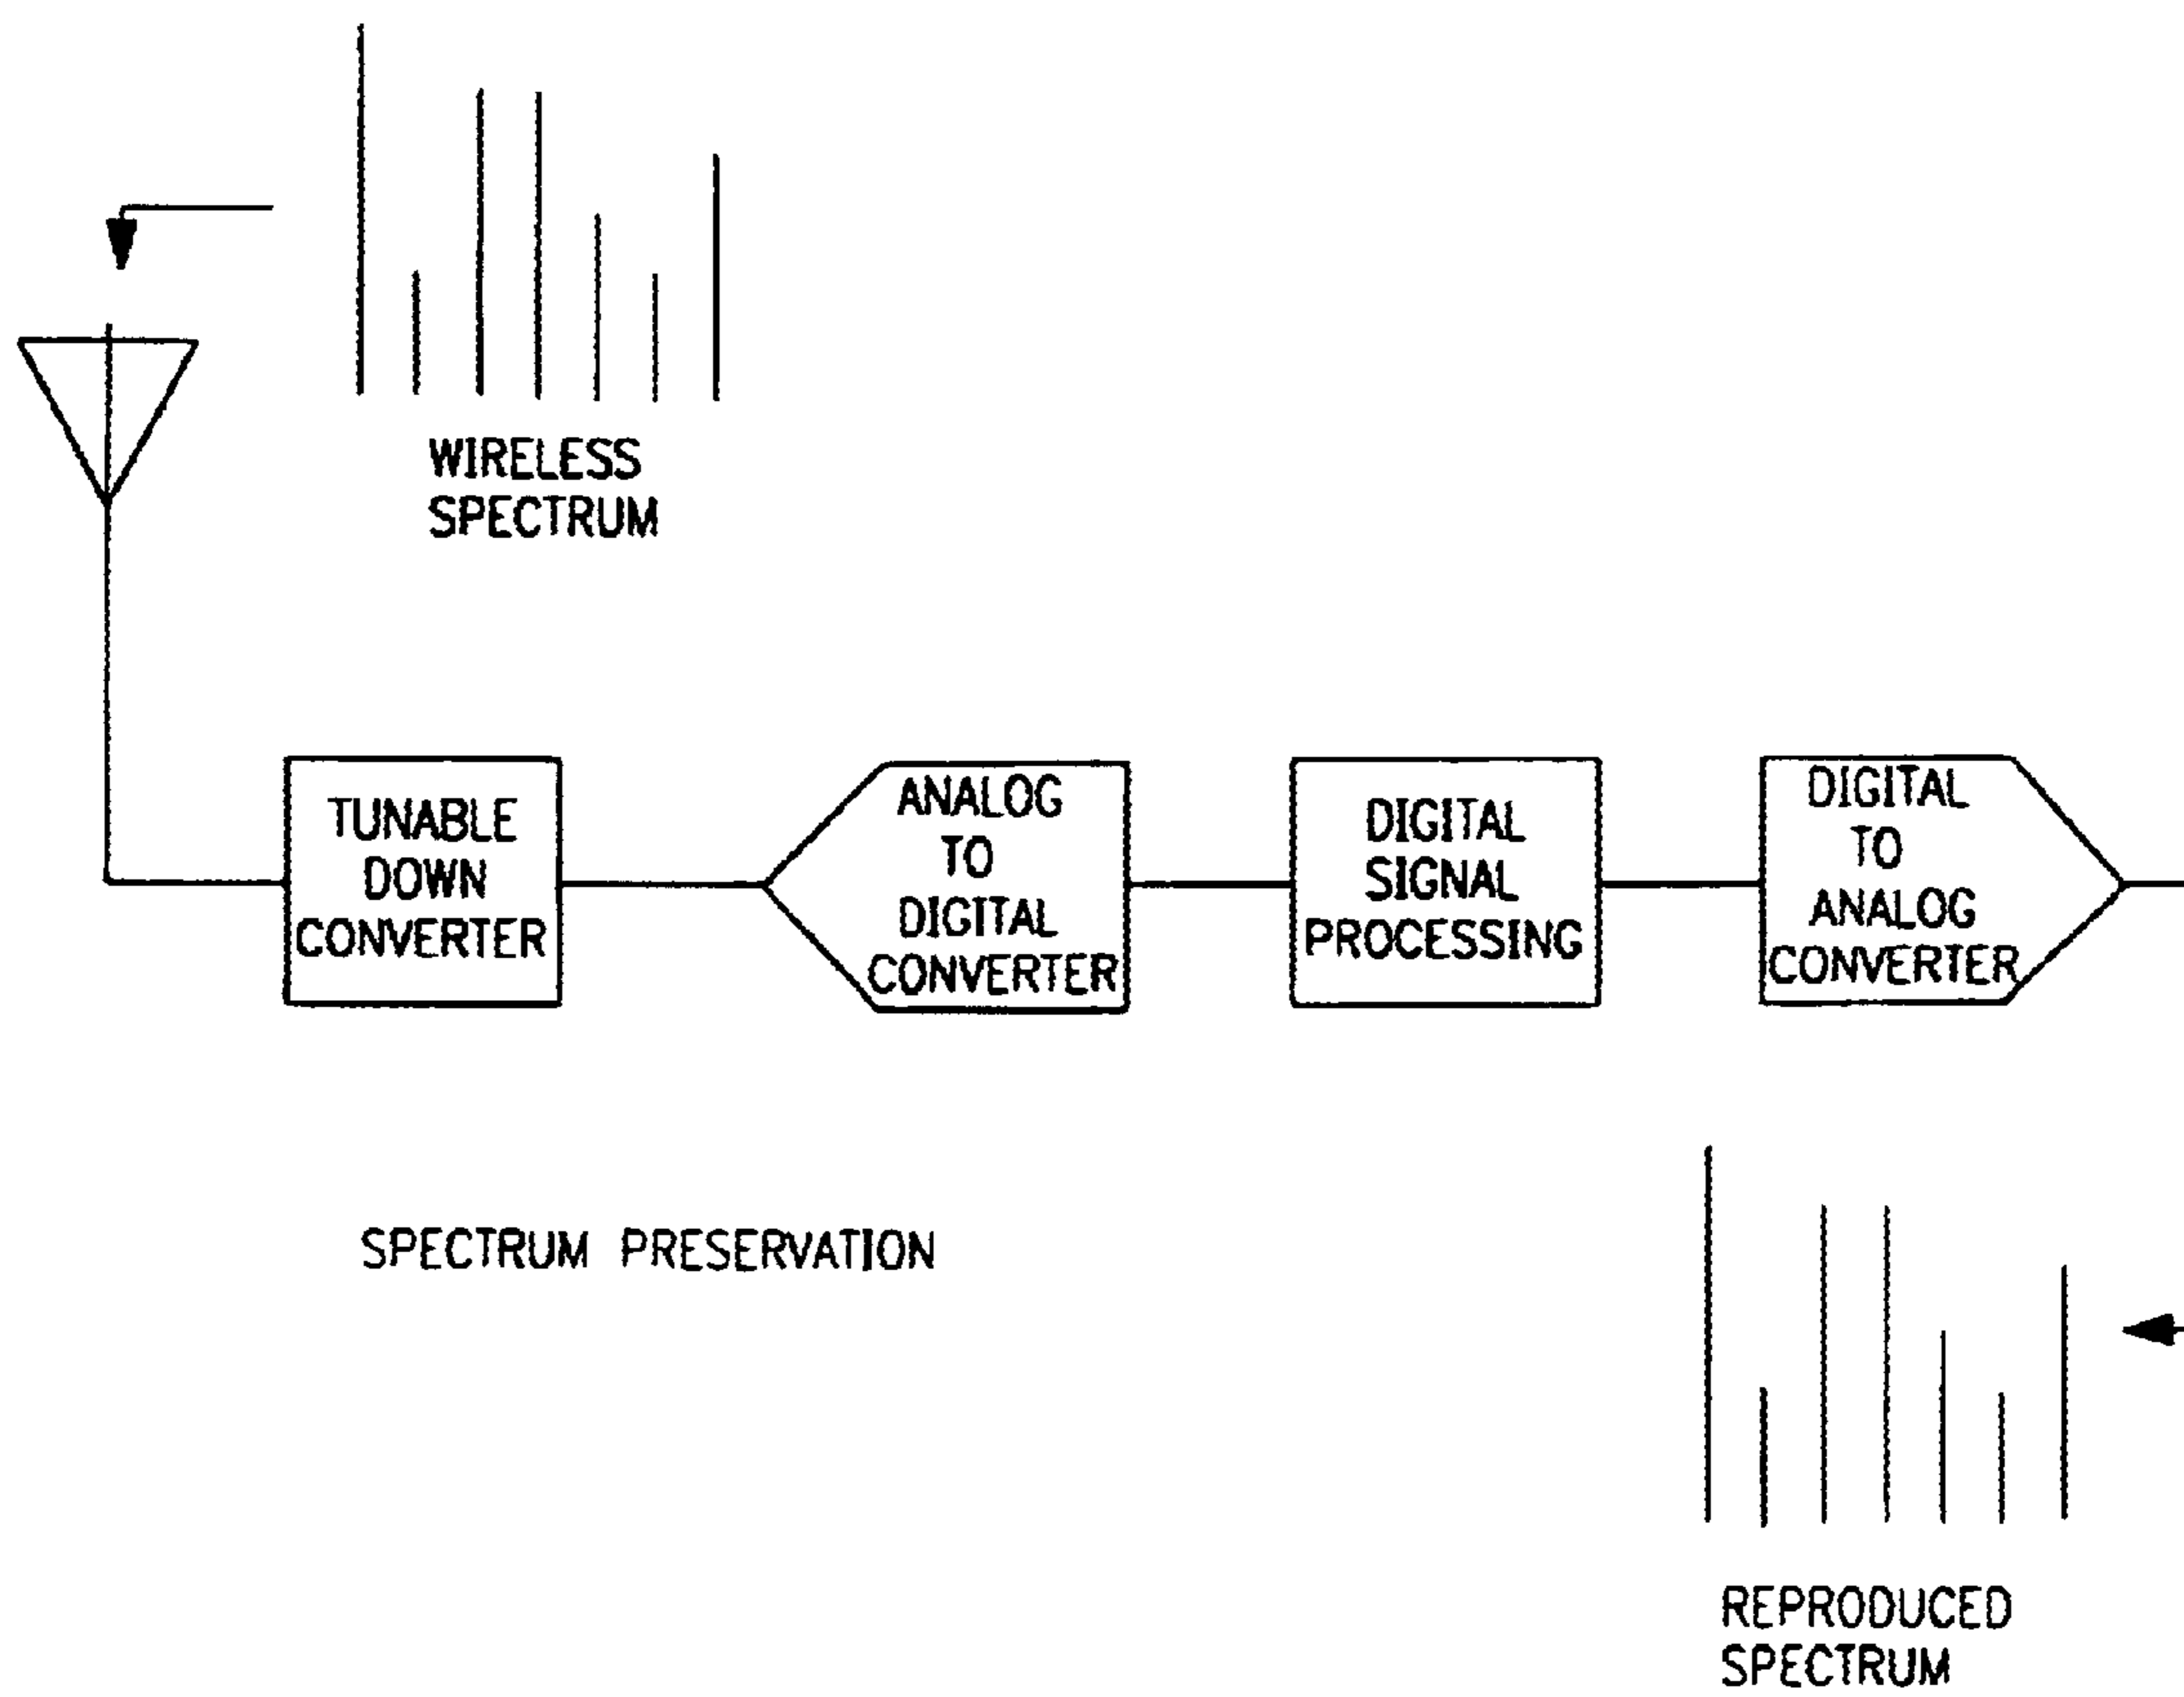 WIRELESS
SPECTRUM
TUNABLE
DOWN
CONVERTER
ANALOG
TO
DIGITAL
CONVERTER
DIGITAL
SIGNAL
PROCESSING
DIGITAL
TO
ANALOG
CONVERTER
SPECTRUM PRESERVATION
REPRODUCED
SPECTRUM